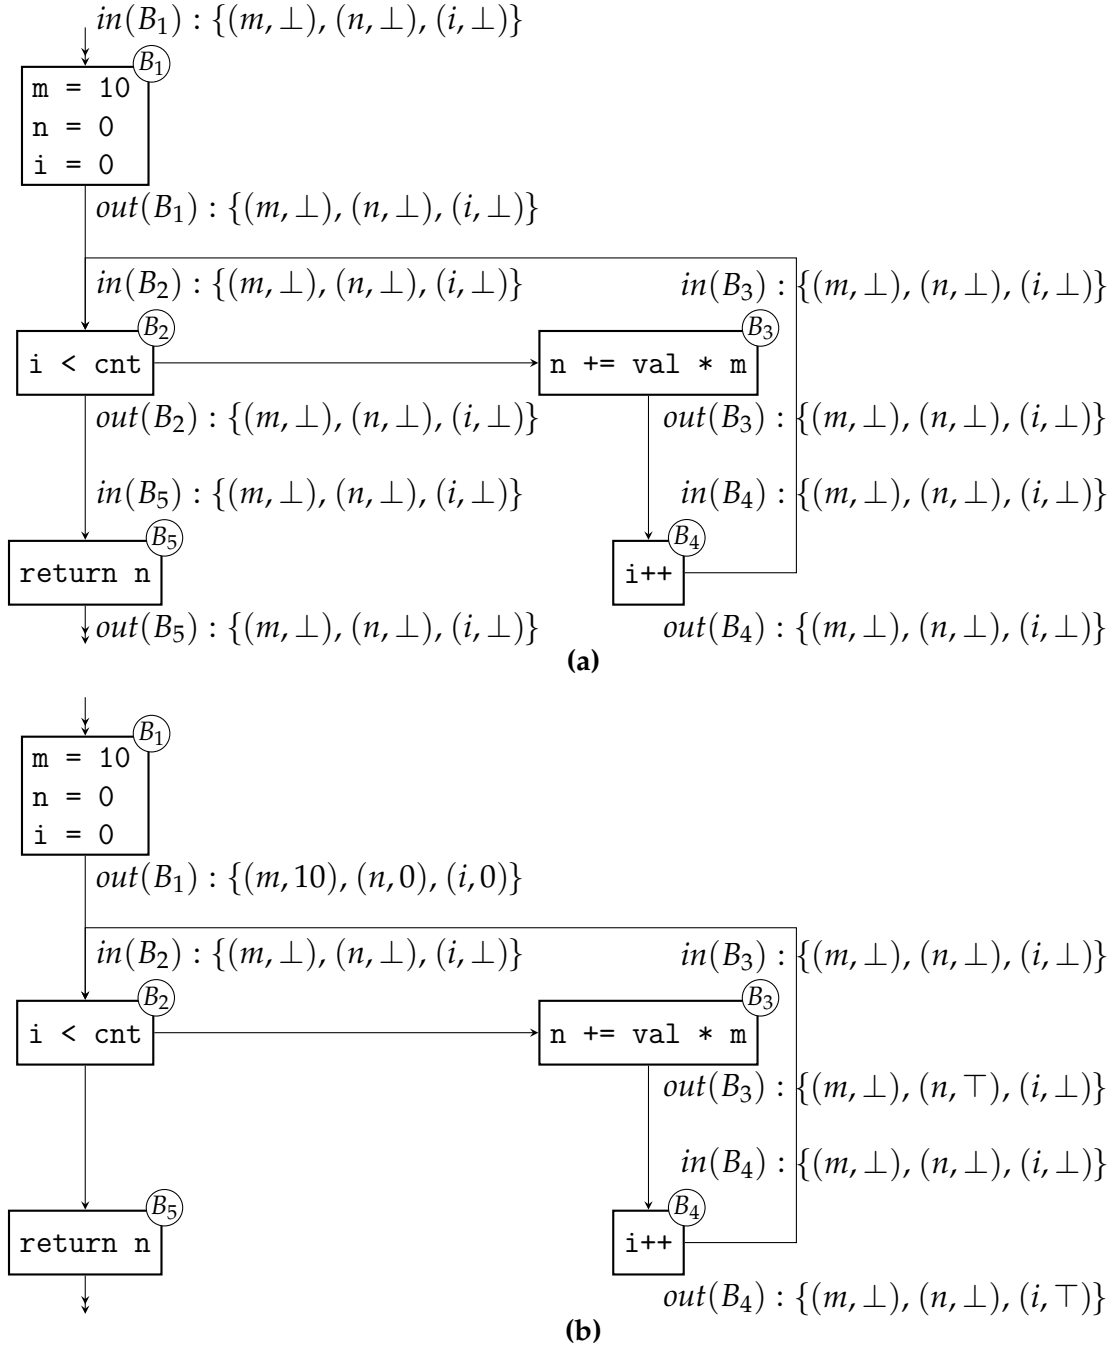 in(B₁) : {(m, ⊥), (n, ⊥), (i, ⊥)}
B₁
m = 10
n = 0
i = 0
out(B₁) : {(m, ⊥), (n, ⊥), (i, ⊥)}
in(B₂) : {(m, ⊥), (n, ⊥), (i, ⊥)}
in(B₃) : {(m, ⊥), (n, ⊥), (i, ⊥)}
B₂
B₃
i < cnt
n += val * m
out(B₂) : {(m, ⊥), (n, ⊥), (i, ⊥)}
out(B₃) : {(m, ⊥), (n, ⊥), (i, ⊥)}
in(B₅) : {(m, ⊥), (n, ⊥), (i, ⊥)}
in(B₄) : {(m, ⊥), (n, ⊥), (i, ⊥)}
B₅
B₄
return n
i++
out(B₅) : {(m, ⊥), (n, ⊥), (i, ⊥)}
out(B₄) : {(m, ⊥), (n, ⊥), (i, ⊥)}
(a)
B₁
m = 10
n = 0
i = 0
out(B₁) : {(m, 10), (n, 0), (i, 0)}
in(B₂) : {(m, ⊥), (n, ⊥), (i, ⊥)}
in(B₃) : {(m, ⊥), (n, ⊥), (i, ⊥)}
B₂
B₃
i < cnt
n += val * m
out(B₃) : {(m, ⊥), (n, ⊤), (i, ⊥)}
in(B₄) : {(m, ⊥), (n, ⊥), (i, ⊥)}
B₅
B₄
return n
i++
out(B₄) : {(m, ⊥), (n, ⊥), (i, ⊤)}
(b)